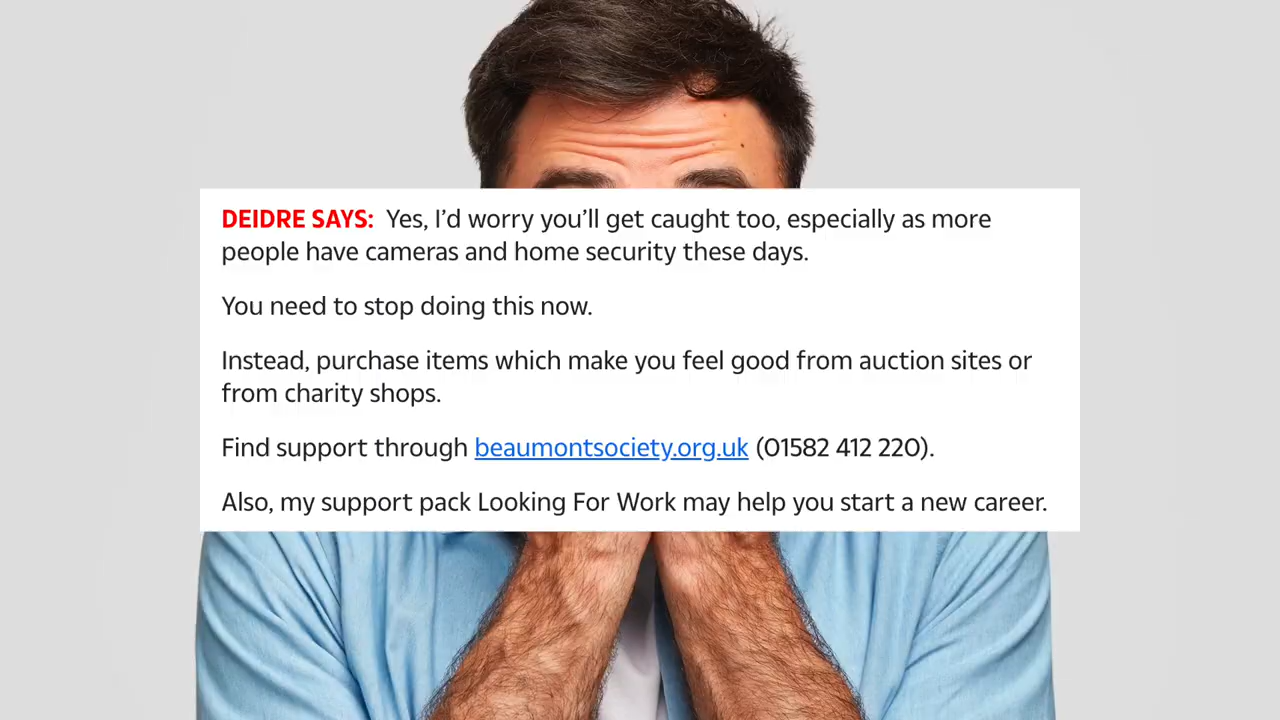 DEIDRE SAYS: Yes, I’d worry you’ll get caught too, especially as more
people have cameras and home security these days.
You need to stop doing this now.
Instead, purchase items which make you feel good from auction sites or
from charity shops.
Find support through beaumontsociety.org.uk (01582 412 220).
Also, my support pack Looking For Work may help you start a new career.